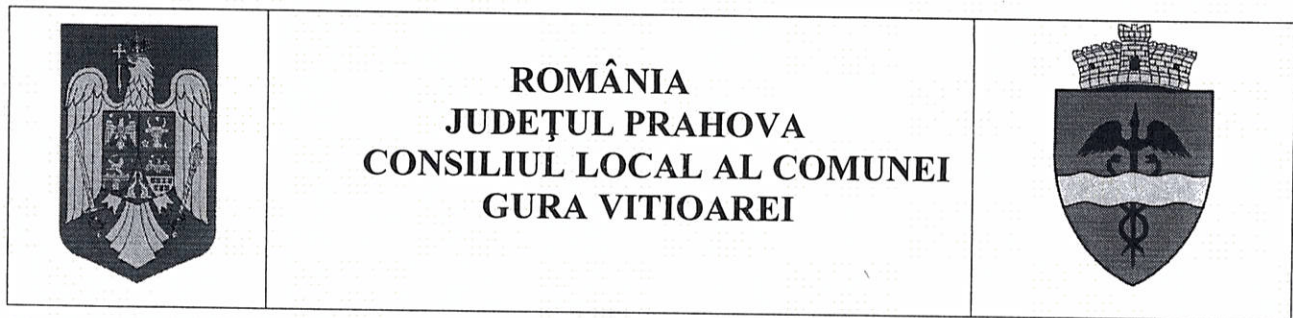 ROMÂNIA
JUDEŢUL PRAHOVA
CONSILIUL LOCAL AL COMUNEI
GURA VITIOAREI